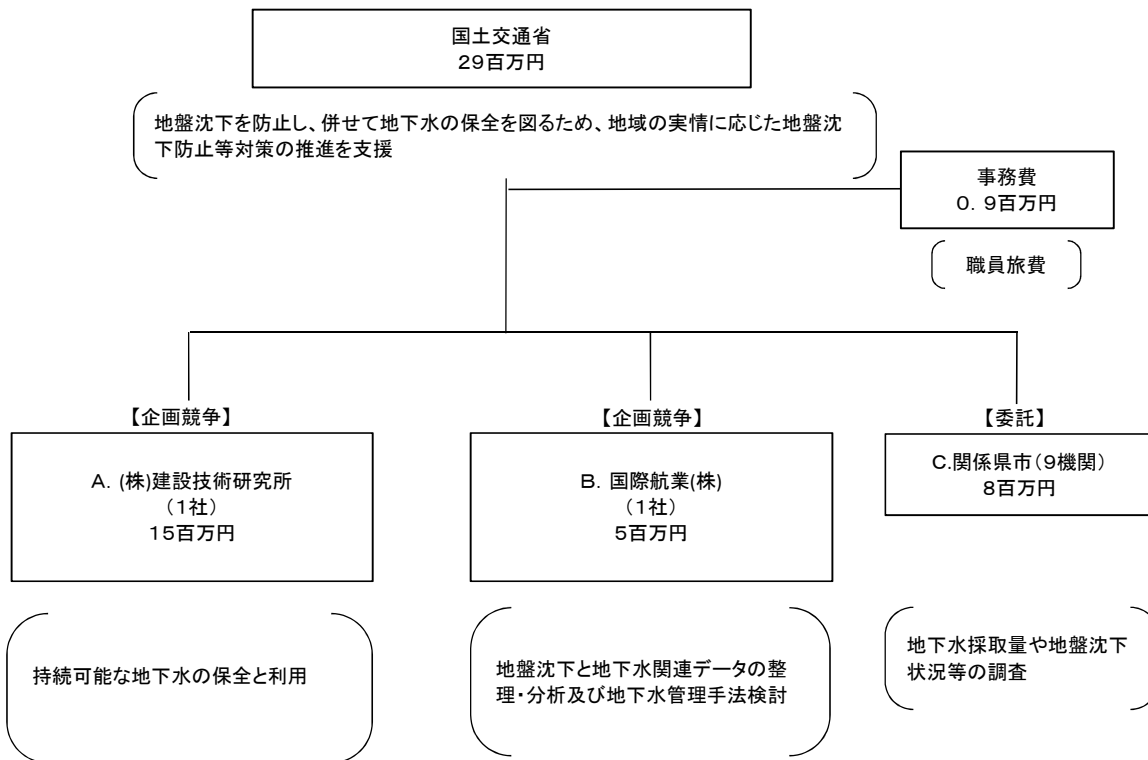 国土交通省
29百万円
地盤沈下を防止し、併せて地下水の保全を図るため、地域の実情に応じた地盤沈
下防止等対策の推進を支援
事務費
０．９百万円
職員旅費
【企画競争】
A．(株)建設技術研究所
（１社）
１５百万円
持続可能な地下水の保全と利用
【企画競争】
B．国際航業(株)
（１社）
５百万円
地盤沈下と地下水関連データの整
理・分析及び地下水管理手法検討
【委託】
C.関係県市（９機関）
８百万円
地下水採取量や地盤沈下
状況等の調査